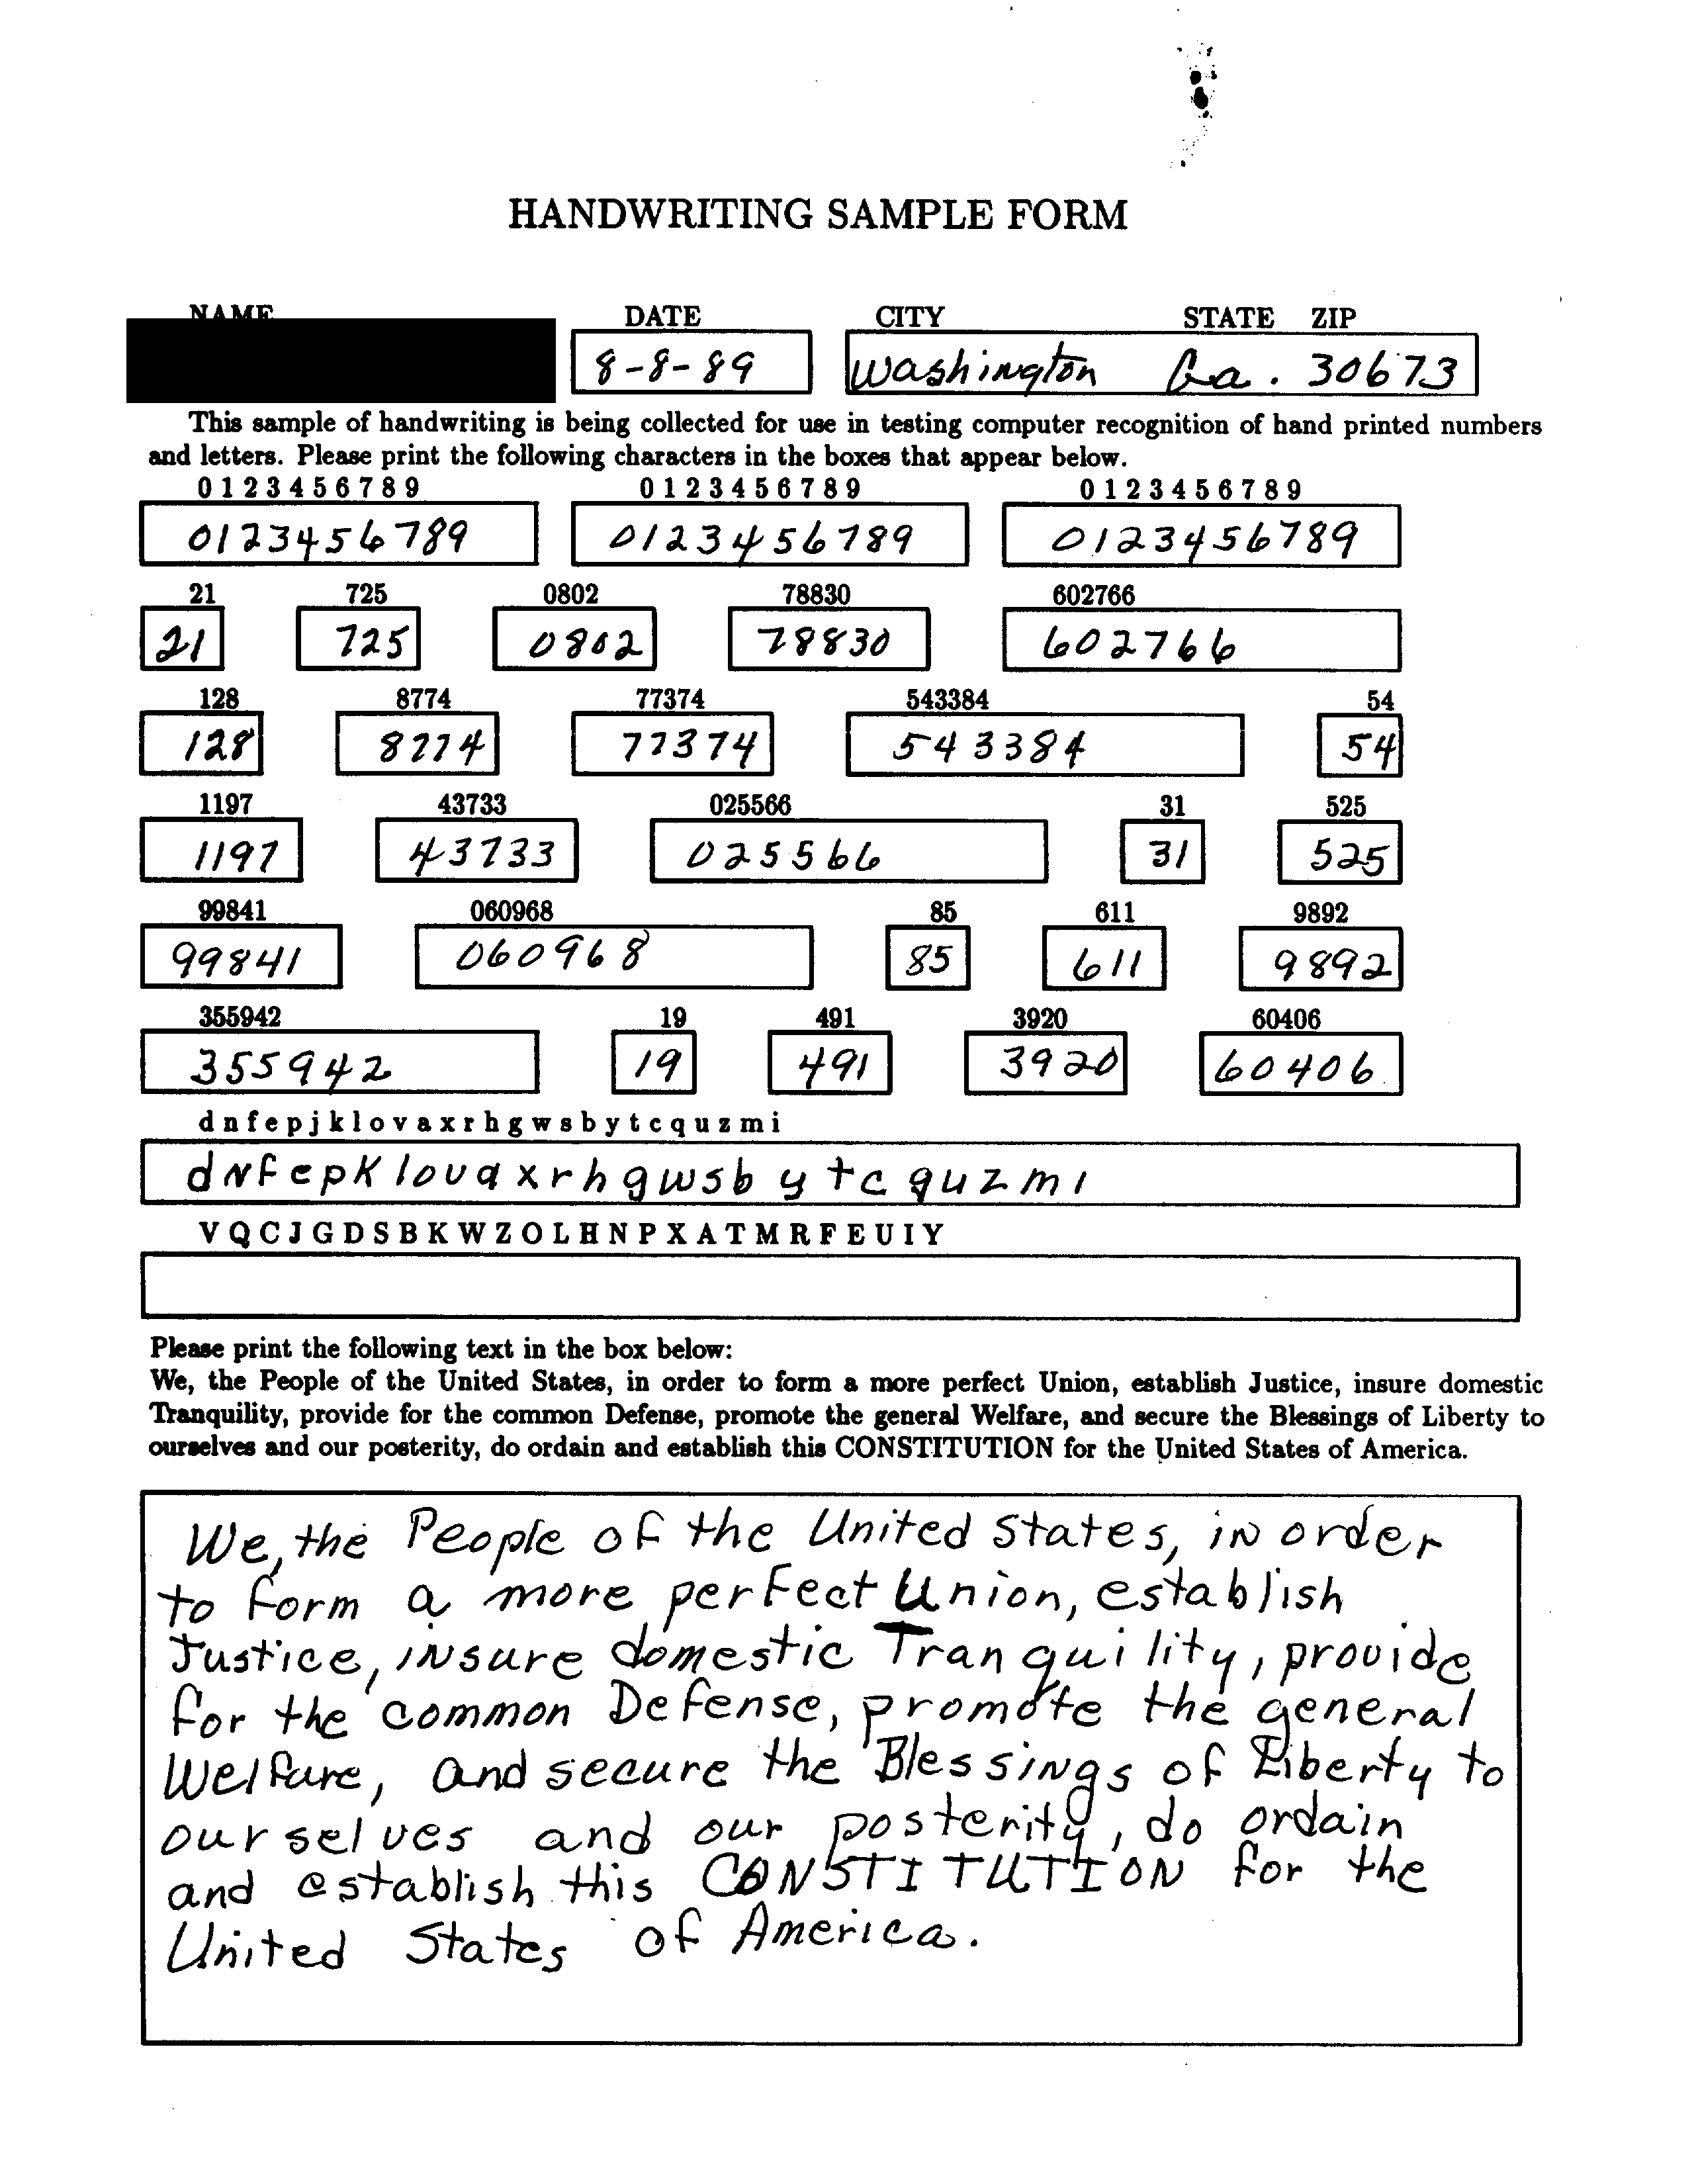 HANDWRITING SAMPLE FORM
NAME DATE CITY STATE ZIP
8-8-89 Washington Ga. 30673
This sample of handwriting is being collected for use in testing computer recognition of hand printed numbers
and letters. Please print the following characters in the boxes that appear below.
0 1 2 3 4 5 6 7 8 9 0 1 2 3 4 5 6 7 8 9 0 1 2 3 4 5 6 7 8 9
0123456789 0123456789 0123456789
21 725 0802 78830 602766
21 725 0802 78830 602766
128 8774 77374 543384 54
128 8774 77374 543384 54
1197 43733 025566 31 525
1197 43733 025566 31 525
99841 060968 85 611 9892
99841 060968 85 611 9892
355942 19 491 3920 60406
355942 19 491 3920 60406
d n f e p j k l o v a x r h g w s b y t c q u z m i
d N f e p K l o v a x r h g w s b y t c q u z m i
V Q C J G D S B K W Z O L H N P X A T M R F E U I Y
Please print the following text in the box below:
We, the People of the United States, in order to form a more perfect Union, establish Justice, insure domestic
Tranquility, provide for the common Defense, promote the general Welfare, and secure the Blessings of Liberty to
ourselves and our posterity, do ordain and establish this CONSTITUTION for the United States of America.
We, the People of the United States, in order
to form a more perfect Union, establish
Justice, insure domestic Tranquility, provide
for the common Defense, promote the general
Welfare, and secure the Blessings of Liberty to
ourselves and our posterity, do ordain
and establish this CONSTITUTION for the
United States of America.